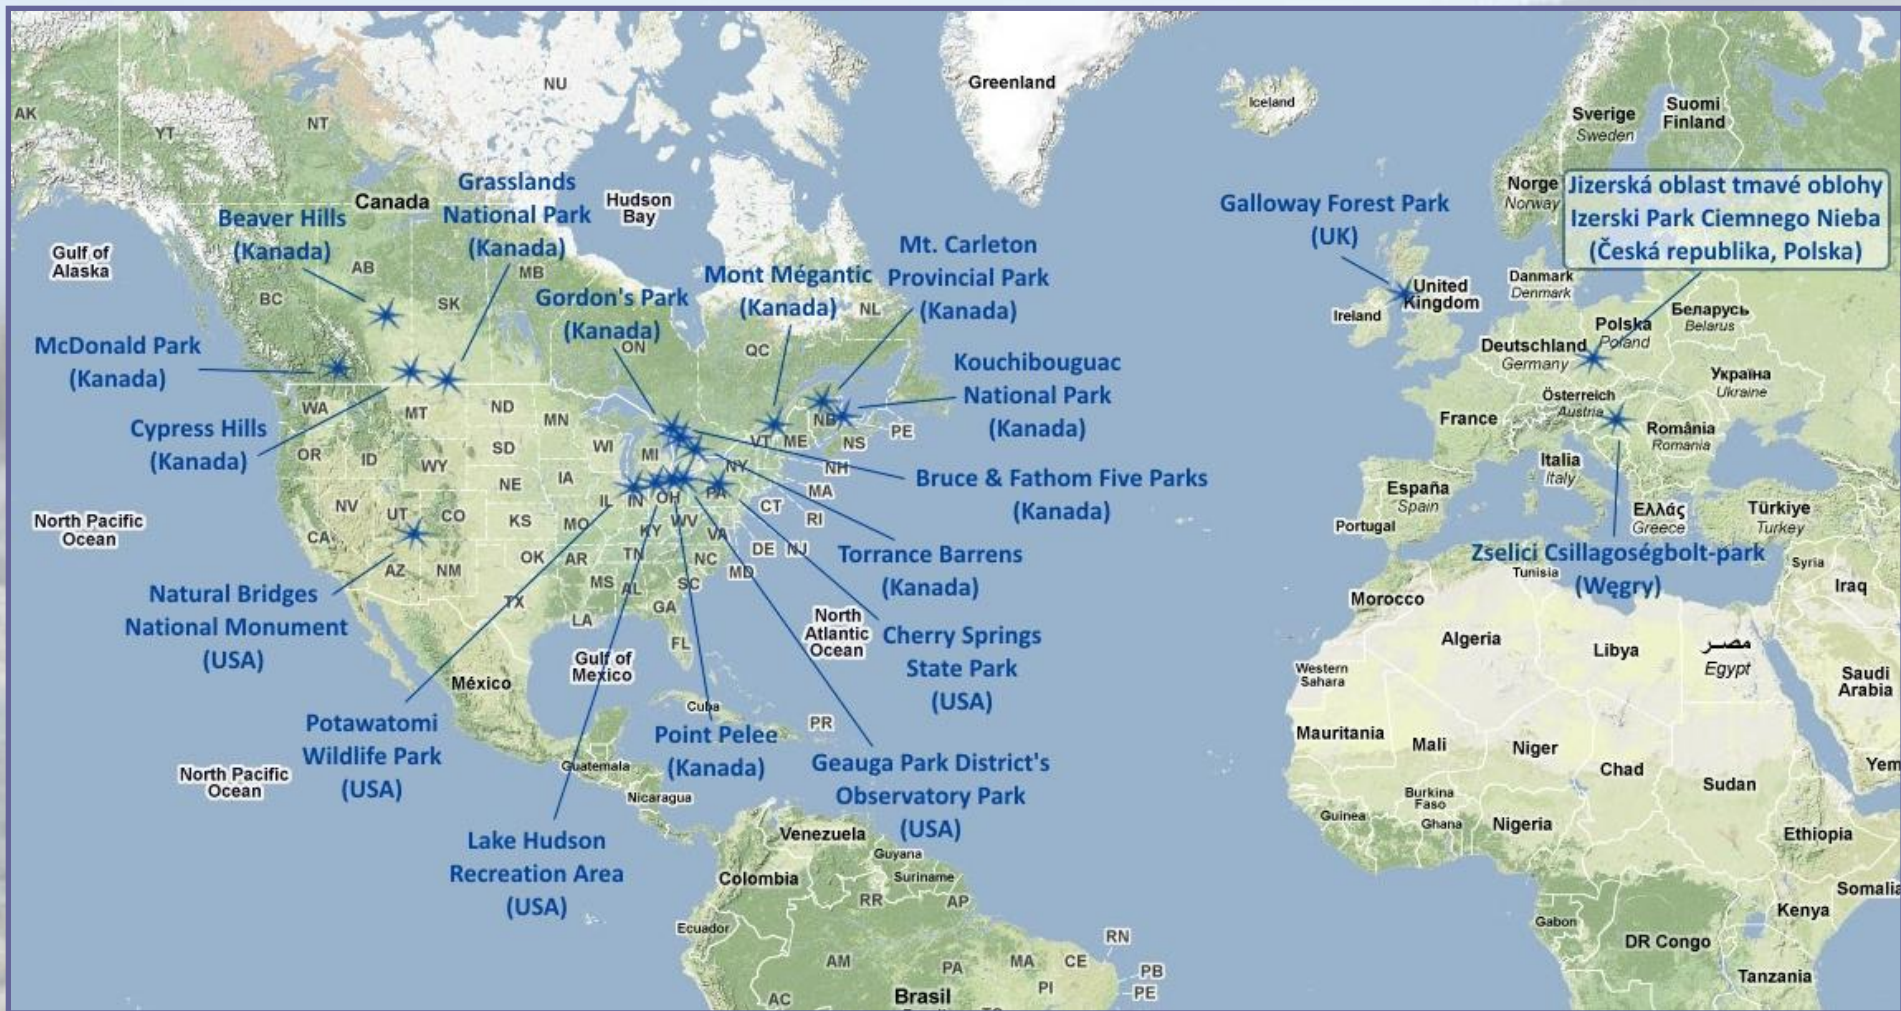 Greenland
NU
AK
YT
NT
Iceland
Sverige
Sweden
Suomi
Finland
Norge
Norway
Canada
Hudson
Bay
Gulf of
Alaska
Beaver Hills
(Kanada)
Grasslands
National Park
(Kanada)
Gordon's Park
(Kanada)
Mont Mégantic
(Kanada)
Mt. Carleton
Provincial Park
(Kanada)
Galloway Forest Park
(UK)
Jizerská oblast tmavé oblohy
Izerski Park Ciemnego Nieba
(Česká republika, Polska)
AB
BC
SK
MB
ON
QC
NL
McDonald Park
(Kanada)
Cypress Hills
(Kanada)
Kouchibouguac
National Park
(Kanada)
Bruce & Fathom Five Parks
(Kanada)
Torrance Barrens
(Kanada)
Cherry Springs
State Park
(USA)
Geauga Park District's
Observatory Park
(USA)
Point Pelee
(Kanada)
Lake Hudson
Recreation Area
(USA)
Potawatomi
Wildlife Park
(USA)
Natural Bridges
National Monument
(USA)
WA
MT
ND
MN
OR
ID
WY
SD
WI
MI
VT
ME
NB
NS
PE
NH
NY
MA
CT
RI
NV
UT
CO
NE
IA
IL
IN
OH
PA
CA
KS
MO
KY
WV
VA
DE
NJ
MD
AZ
NM
OK
AR
TN
NC
SC
MS
AL
GA
TX
LA
FL
North Pacific
Ocean
North Pacific
Ocean
North
Atlantic
Ocean
Gulf of
Mexico
México
Cuba
PR
Guatemala
Nicaragua
Venezuela
Guyana
Suriname
Colombia
Ecuador
RR
AP
AM
PA
MA
CE
RN
PB
PE
PI
AC
Brasil
United
Kingdom
Ireland
Danmark
Denmark
Беларусь
Belarus
Polska
Poland
Deutschland
Germany
Україна
Ukraine
Österreich
Austria
France
România
Romania
Italia
Italy
España
Spain
Portugal
Ελλάς
Greece
Türkiye
Turkey
Zselici Csillagoségbolt-park
(Węgry)
Tunisia
Syria
Iraq
Morocco
Algeria
Libya
مصر
Egypt
Western
Sahara
Saudi
Arabia
Mauritania
Mali
Niger
Chad
Sudan
Yem
Burkina
Faso
Guinea
Ghana
Nigeria
Ethiopia
Somalia
Kenya
Gabon
DR Congo
Tanzania